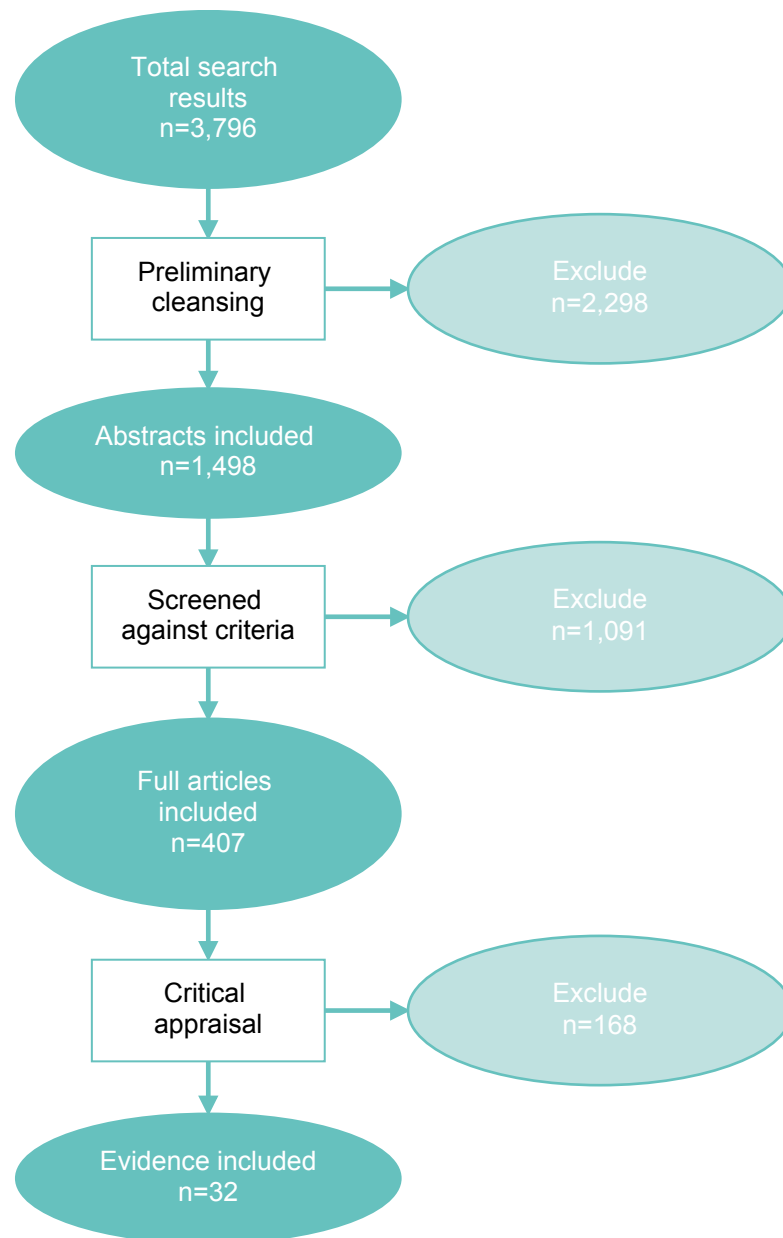 Total search
results
n=3,796
Preliminary
cleansing
Exclude
n=2,298
Abstracts included
n=1,498
Screened
against criteria
Exclude
n=1,091
Full articles
included
n=407
Critical
appraisal
Exclude
n=168
Evidence included
n=32